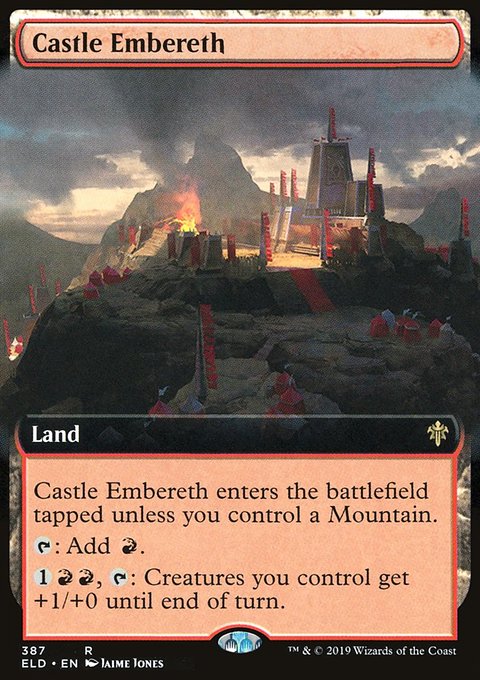 Castle Embereth
Land
Castle Embereth enters the battlefield
tapped unless you control a Mountain.
: Add .
1, : Creatures you control get
+1/+0 until end of turn.
387 R
ELD • EN Jaime Jones
™ & © 2019 Wizards of the Coast